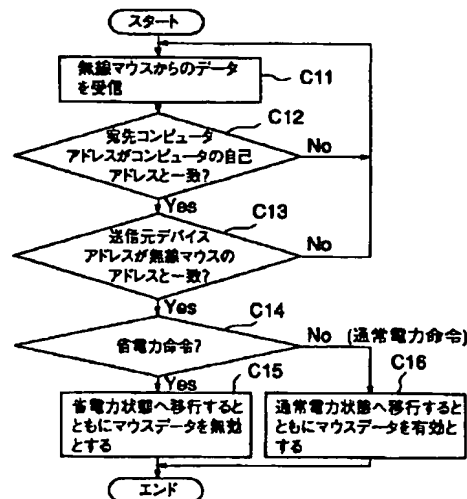 スタート
無線マウスからのデータ
を受信
C11
C12
宛先コンピュータ
アドレスがコンピュータの自己
アドレスと一致?
No
Yes
C13
送信元デバイス
アドレスが無線マウスの
アドレスと一致?
No
Yes
C14
省電力命令?
No (通常電力命令)
Yes
C15
C16
省電力状態へ移行すると
ともにマウスデータを無効
とする
通常電力状態へ移行すると
ともにマウスデータを有効
とする
エンド